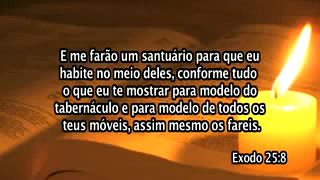 E me farão um santuário para que eu
habite no meio deles, conforme tudo
o que eu te mostrar para modelo do
tabernáculo e para modelo de todos os
teus móveis, assim mesmo os fareis.
Exodo 25:8